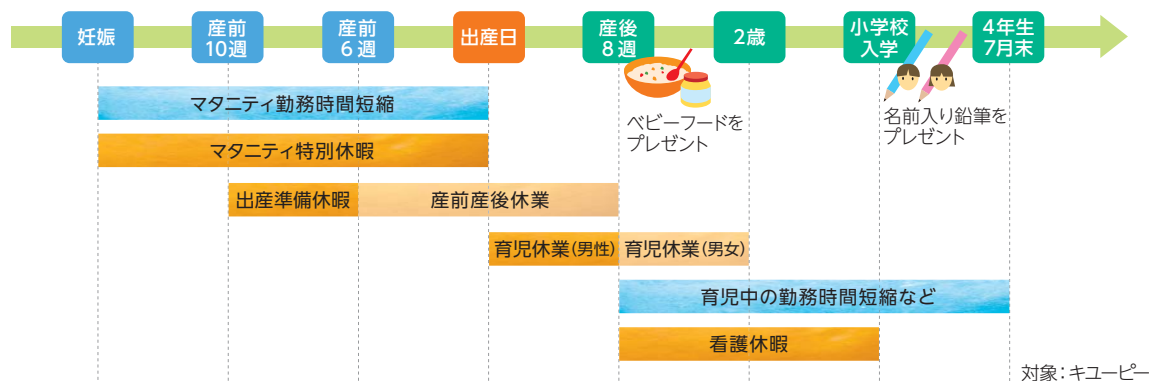 妊娠
産前
10週
産前
6週
出産日
産後
8週
2歳
小学校
入学
4年生
7月末
ベビーフードを
プレゼント
名前入り鉛筆を
プレゼント
マタニティ勤務時間短縮
マタニティ特別休暇
出産準備休暇
産前産後休業
育児休業(男性)
育児休業(男女)
育児中の勤務時間短縮など
看護休暇
対象:キユーピー